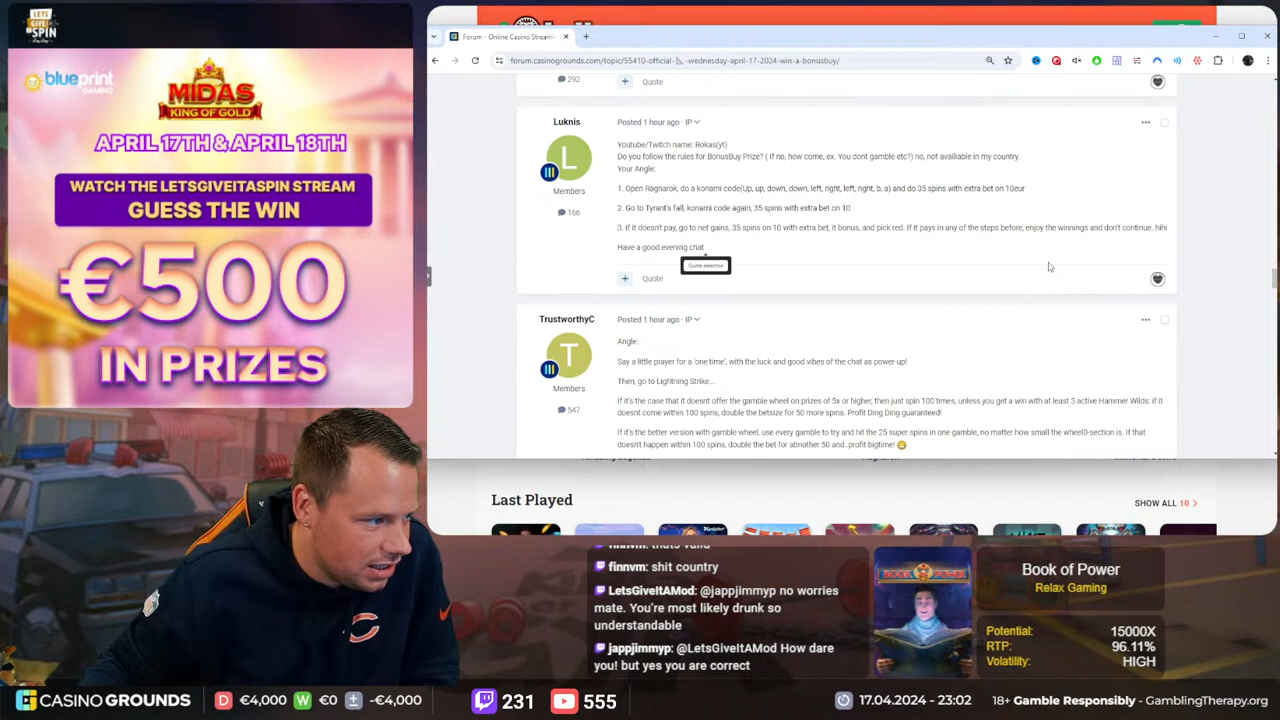 LETS
GIVE IT A
SPIN
blueprint
GAMING
MIDAS
KING OF GOLD
APRIL 17TH & APRIL 18TH
WATCH THE LETSGIVEITASPIN STREAM
GUESS THE WIN
€500
IN PRIZES
Forum - Online Casino Streami
forum.casinogrounds.com/topic/55410-official-📐-wednesday-april-17-2024-win-a-bonusbuy/
292
+ Quote
Luknis
Posted 1 hour ago · IP
L
Members
166
Youtube/Twitch name: Rokas(yt)
Do you follow the rules for BonusBuy Prize? ( If no, how come, ex. You dont gamble etc?) no, not availiable in my country.
Your Angle:
1. Open Ragnarok, do a konami code(Up, up, down, down, left, right, left, right, b, a) and do 35 spins with extra bet on 10eur
2. Go to Tyrant's fall, konami code again, 35 spins with extra bet on 10
3. if it doesn't pay, go to net gains, 35 spins on 10 with extra bet, it bonus, and pick red. If it pays in any of the steps before, enjoy the winnings and don't continue. hihi
Have a good evening chat
Quote selection
+ Quote
TrustworthyC
Posted 1 hour ago · IP
T
Members
547
Angle:
Say a little prayer for a 'one time', with the luck and good vibes of the chat as power-up!
Then, go to Lightning Strike...
If it's the case that it doesnt offer the gamble wheel on prizes of 5x or higher, then just spin 100 times, unless you get a win with at least 3 active Hammer Wilds: if it
doesnt come within 100 spins, double the betsize for 50 more spins. Profit Ding Ding guaranteed!
If it's the better version with gamble wheel, use every gamble to try and hit the 25 super spins in one gamble, no matter how small the wheel0-section is. If that
doesn't happen within 100 spins, double the bet for abnother 50 and..profit bigtime!
Last Played
SHOW ALL 10
finnvm: thats valid
finnvm: shit country
LetsGiveItAMod: @jappjimmyp no worries
mate. You're most likely drunk so
understandable
jappjimmyp: @LetsGiveItAMod How dare
you! but yes you are correct
BOOK OF POWER
Book of Power
Relax Gaming
Potential: 15000X
RTP: 96.11%
Volatility: HIGH
CASINOGROUNDS
D €4,000 W €0 ± -€4,000
231
555
17.04.2024 - 23:02
18+ Gamble Responsibly - GamblingTherapy.org